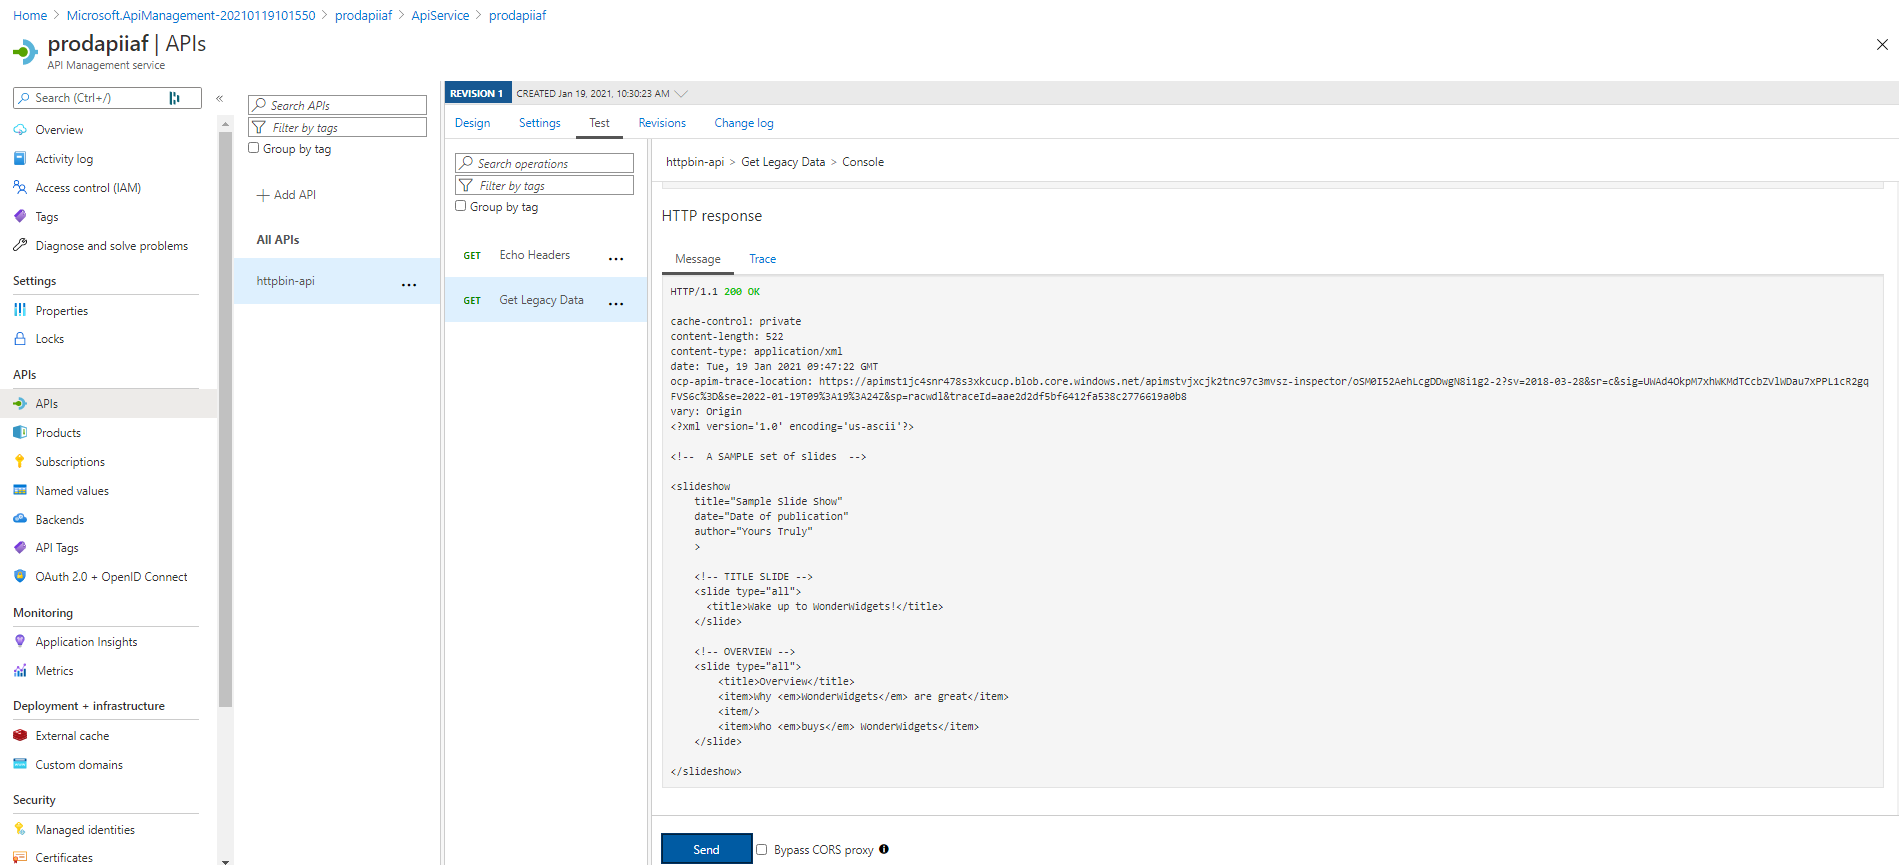 Home > Microsoft.ApiManagement-20210119101550 > prodapiiaf > ApiService > prodapiiaf
prodapiiaf | APIs
API Management service
Search (Ctrl+/)
«
Overview
Activity log
Access control (IAM)
Tags
Diagnose and solve problems
Settings
Properties
Locks
APIs
APIs
Products
Subscriptions
Named values
Backends
API Tags
OAuth 2.0 + OpenID Connect
Monitoring
Application Insights
Metrics
Deployment + infrastructure
External cache
Custom domains
Security
Managed identities
Certificates
Search APIs
Filter by tags
Group by tag
Add API
All APIs
httpbin-api ...
REVISION 1 CREATED Jan 19, 2021, 10:30:23 AM
Design Settings Test Revisions Change log
Search operations
Filter by tags
Group by tag
GET Echo Headers ...
GET Get Legacy Data ...
httpbin-api > Get Legacy Data > Console
HTTP response
Message Trace
HTTP/1.1 200 OK
cache-control: private
content-length: 522
content-type: application/xml
date: Tue, 19 Jan 2021 09:47:22 GMT
ocp-apim-trace-location: https://apimst1jc4snr478s3xkcucp.blob.core.windows.net/apimstvjxcjk2tnc97c3mvsz-inspector/oSM0I52AehLcgDDwgN8i1g2-2?sv=2018-03-28&sr=c&sig=UWAd4OkpM7xhWKMdTCcbZVlWDau7xPPL1cR2gq
FVS6c%3D&se=2022-01-19T09%3A19%3A24Z&sp=racwdl&traceId=aae2d2df5bf6412fa538c2776619a0b8
vary: Origin
<?xml version='1.0' encoding='us-ascii'?>
<!--  A SAMPLE set of slides  -->
<slideshow
title="Sample Slide Show"
date="Date of publication"
author="Yours Truly"
>
<!-- TITLE SLIDE -->
<slide type="all">
<title>Wake up to WonderWidgets!</title>
</slide>
<!-- OVERVIEW -->
<slide type="all">
<title>Overview</title>
<item>Why <em>WonderWidgets</em> are great</item>
<item/>
<item>Who <em>buys</em> WonderWidgets</item>
</slide>
</slideshow>
Send Bypass CORS proxy